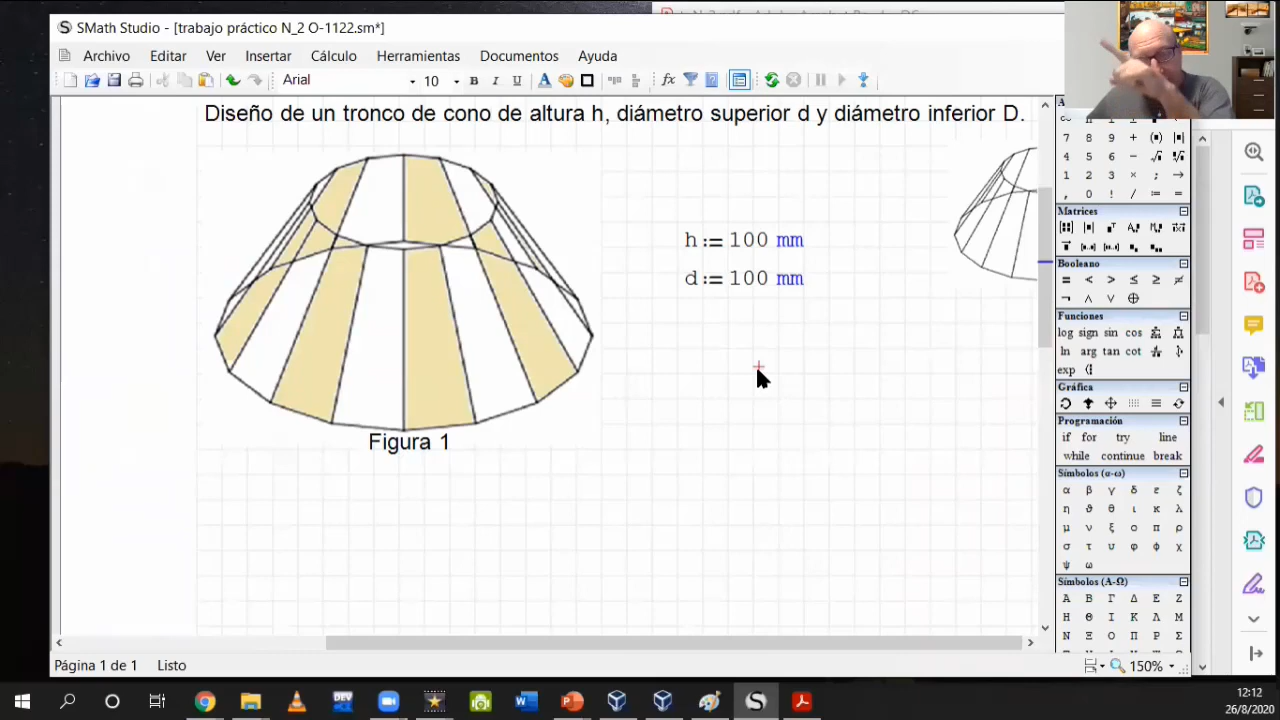 SMath Studio - [trabajo práctico N_2 O-1122.sm*]
Archivo Editar Ver Insertar Cálculo Herramientas Documentos Ayuda
Arial 10 B I U A fx
Diseño de un tronco de cono de altura h, diámetro superior d y diámetro inferior D.
h := 100 mm
d := 100 mm
Figura 1
7 8 9 +
4 5 6 −
1 2 3 × ; →
, 0 . ! / := =
Matrices
Booleano
= < > ≤ ≥ ≠
¬ ∧ ∨ ⊕
Funciones
log sign sin cos
ln arg tan cot
exp
Gráfica
Programación
if for try line
while continue break
Símbolos (α-ω)
α β γ δ ε ζ
η ϑ θ ι κ λ
μ ν ξ ο π ρ
σ τ υ φ ϕ χ
ψ ω
Símbolos (Α-Ω)
Α Β Γ Δ Ε Ζ
Η Θ Ι Κ Λ Μ
Ν Ξ Ο Π Ρ Σ
Página 1 de 1 Listo
150%
DEV
12:12
26/8/2020